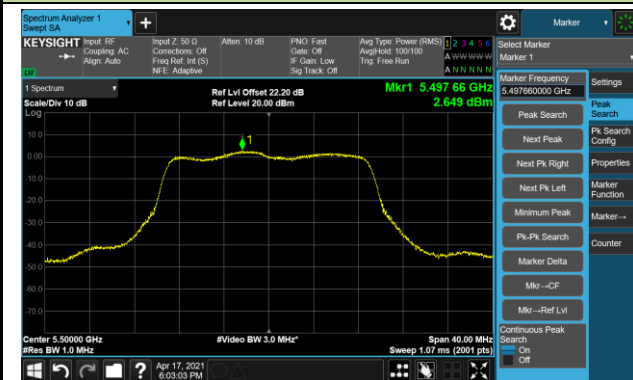 Spectrum Analyzer 1
Swept SA
+
Marker
KEYSIGHT
Input: RF
Coupling: AC
Align: Auto
Input Z: 50 Ω
Corrections: Off
Freq Ref: Int (S)
NFE: Adaptive
Atten: 10 dB
PNO: Fast
Gate: Off
IF Gain: Low
Sig Track: Off
Avg Type: Power (RMS)
Avg|Hold: 100/100
Trig: Free Run
1 2 3 4 5 6
A W W W W W
A N N N N N
Select Marker
Marker 1
1 Spectrum
Scale/Div 10 dB
Log
Ref Lvl Offset 22.20 dB
Ref Level 20.00 dBm
Mkr1 5.497 66 GHz
2.649 dBm
10.0
0.00
-10.0
-20.0
-30.0
-40.0
-50.0
-60.0
-70.0
1
Center 5.50000 GHz
#Res BW 1.0 MHz
#Video BW 3.0 MHz*
Span 40.00 MHz
Sweep 1.07 ms (2001 pts)
Marker Frequency
5.497660000 GHz
Peak Search
Next Peak
Next Pk Right
Next Pk Left
Minimum Peak
Pk-Pk Search
Marker Delta
Mkr→CF
Mkr→Ref Lvl
Continuous Peak
Search
On
Off
Settings
Peak
Search
Pk Search
Config
Properties
Marker
Function
Marker→
Counter
?
Apr 17, 2021
6:03:03 PM